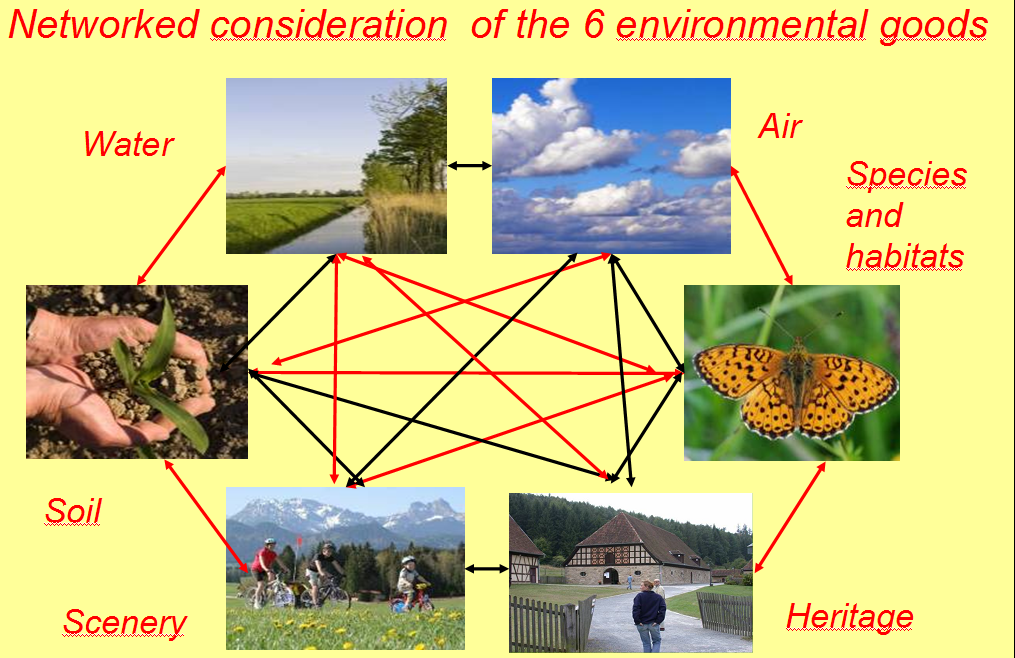 Networked consideration of the 6 environmental goods
Water
Air
Species
and
habitats
Soil
Scenery
Heritage